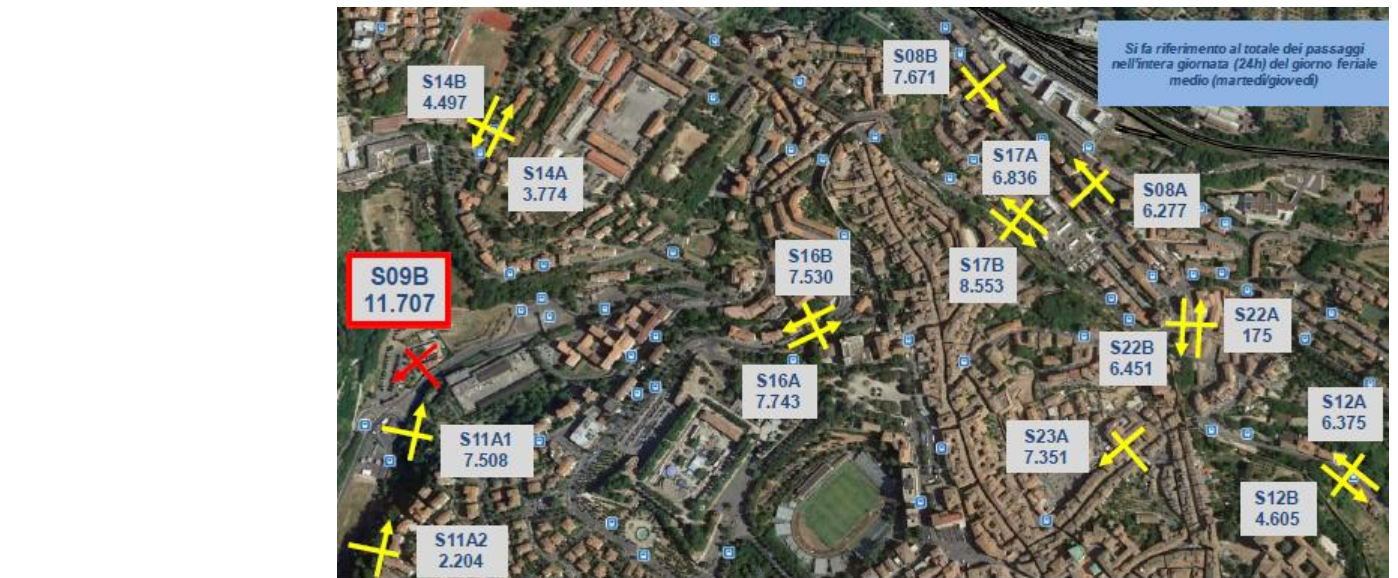 Si fa riferimento al totale dei passaggi
nell'intera giornata (24h) del giorno feriale
medio (martedì/giovedì)
S08B
7.671
S14B
4.497
S17A
6.836
S14A
3.774
S08A
6.277
S16B
7.530
S17B
8.553
S09B
11.707
S22A
175
S22B
6.451
S16A
7.743
S12A
6.375
S11A1
7.508
S23A
7.351
S12B
4.605
S11A2
2.204